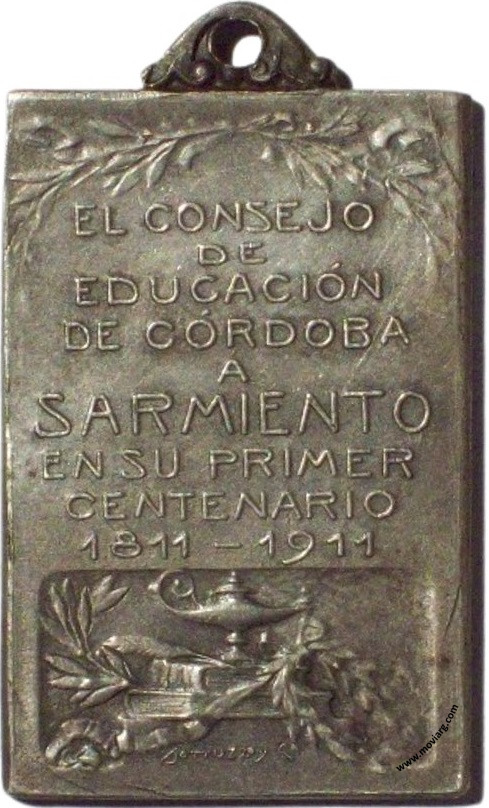 EL CONSEJO
DE
EDUCACIÓN
DE CÓRDOBA
A
SARMIENTO
EN SU PRIMER
CENTENARIO
1811 – 1911
www.moviarg.com